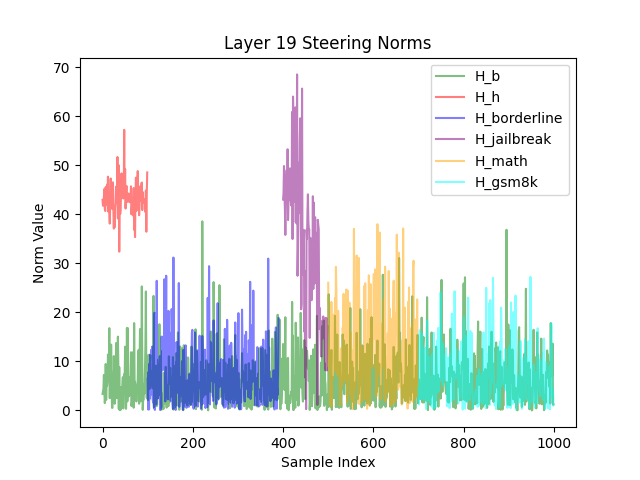 Layer 19 Steering Norms
70
60
50
40
30
20
10
0
Norm Value
H_b
H_h
H_borderline
H_jailbreak
H_math
H_gsm8k
0
200
400
600
800
1000
Sample Index